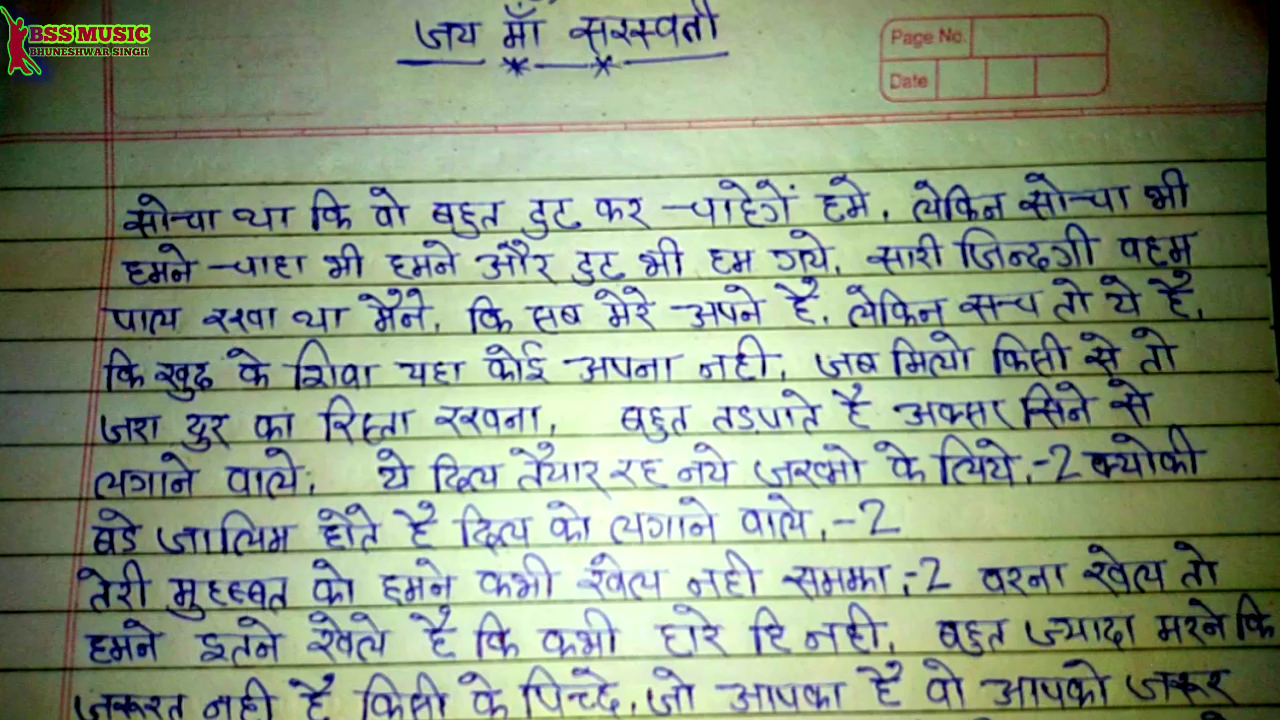 BSS MUSIC
BHUNESHWAR SINGH
जय माँ सरस्वती
Page No.
Date
सोचा था कि वो बहुत टुट कर चाहेगें हमे, लेकिन सोचा भी
हमने चाहा भी हमने और टुट भी हम गये, सारी जिन्दगी वहम
पाल रखा था मैने, कि सब मेरे अपने है, लेकिन सच तो ये है,
कि खुद के शिवा यहा कोई अपना नही, जब मिलो किसी से तो
जरा दुर का रिस्ता रखना, बहुत तड़पाते है अक्सर सिने से
लगाने वाले, ये दिल तैयार रह नये जख्मो के लिये,-2 क्योकी
बडे जालिम होते है दिल को लगाने वाले,-2
तेरी मुहब्बत को हमने कभी खेल नही समझा,-2 वरना खेल तो
हमने इतने खेले है कि कभी हारे हि नही, बहुत ज्यादा मरने कि
जरूरत नही है किसी के पिच्छे, जो आपका है वो आपको जरूर